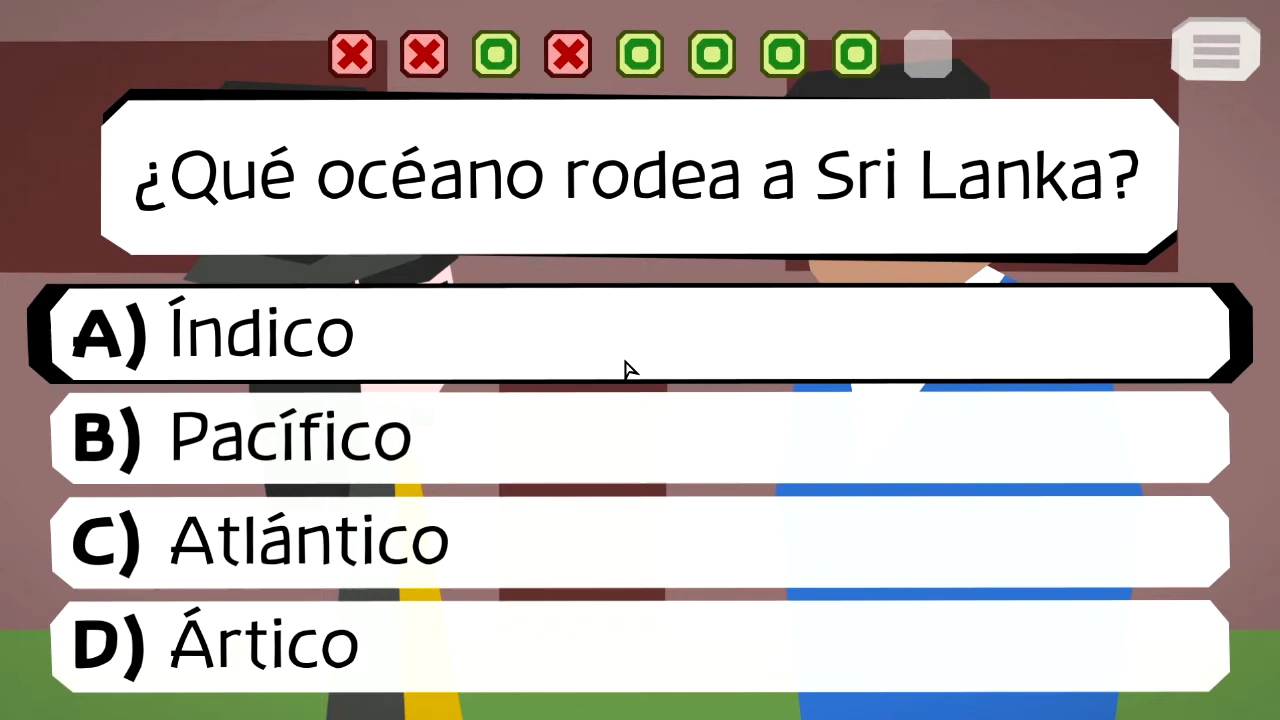 ¿Qué océano rodea a Sri Lanka?
A) Índico
B) Pacífico
C) Atlántico
D) Ártico